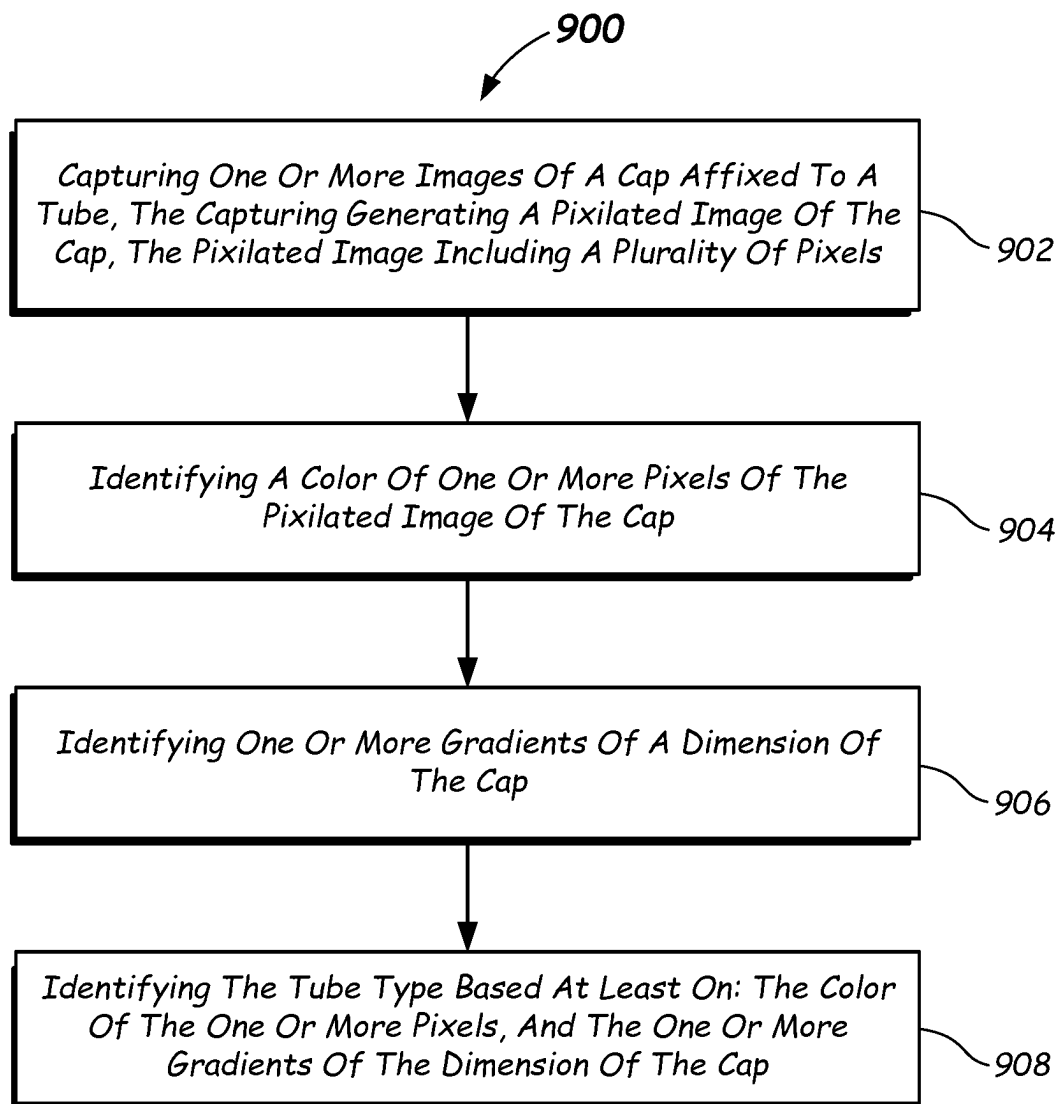 900
Capturing One Or More Images Of A Cap Affixed To A
Tube, The Capturing Generating A Pixilated Image Of The
Cap, The Pixilated Image Including A Plurality Of Pixels
902
Identifying A Color Of One Or More Pixels Of The
Pixilated Image Of The Cap
904
Identifying One Or More Gradients Of A Dimension Of
The Cap
906
Identifying The Tube Type Based At Least On: The Color
Of The One Or More Pixels, And The One Or More
Gradients Of The Dimension Of The Cap
908